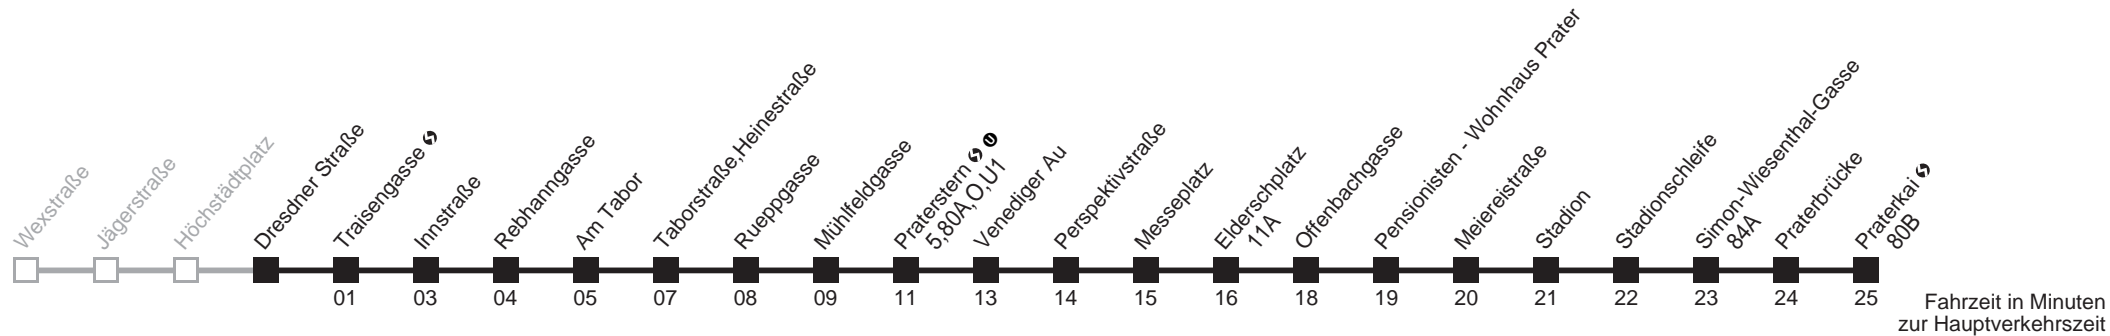 Wexstraße
Jägerstraße
Höchstädtplatz
Dresdner Straße
Traisengasse S
Innstraße
Rebhanngasse
Am Tabor
Taborstraße,Heinestraße
Rueppgasse
Mühlfeldgasse
Praterstern S U
5,80A,O,U1
Venediger Au
Perspektivstraße
Messeplatz
Elderschplatz
11A
Offenbachgasse
Pensionisten - Wohnhaus Prater
Meiereistraße
Stadion
Stadionschleife
Simon-Wiesenthal-Gasse
84A
Praterbrücke
Praterkai S
80B
01 03 04 05 07 08 09 11 13 14 15 16 18 19 20 21 22 23 24 25
Fahrzeit in Minuten
zur Hauptverkehrszeit